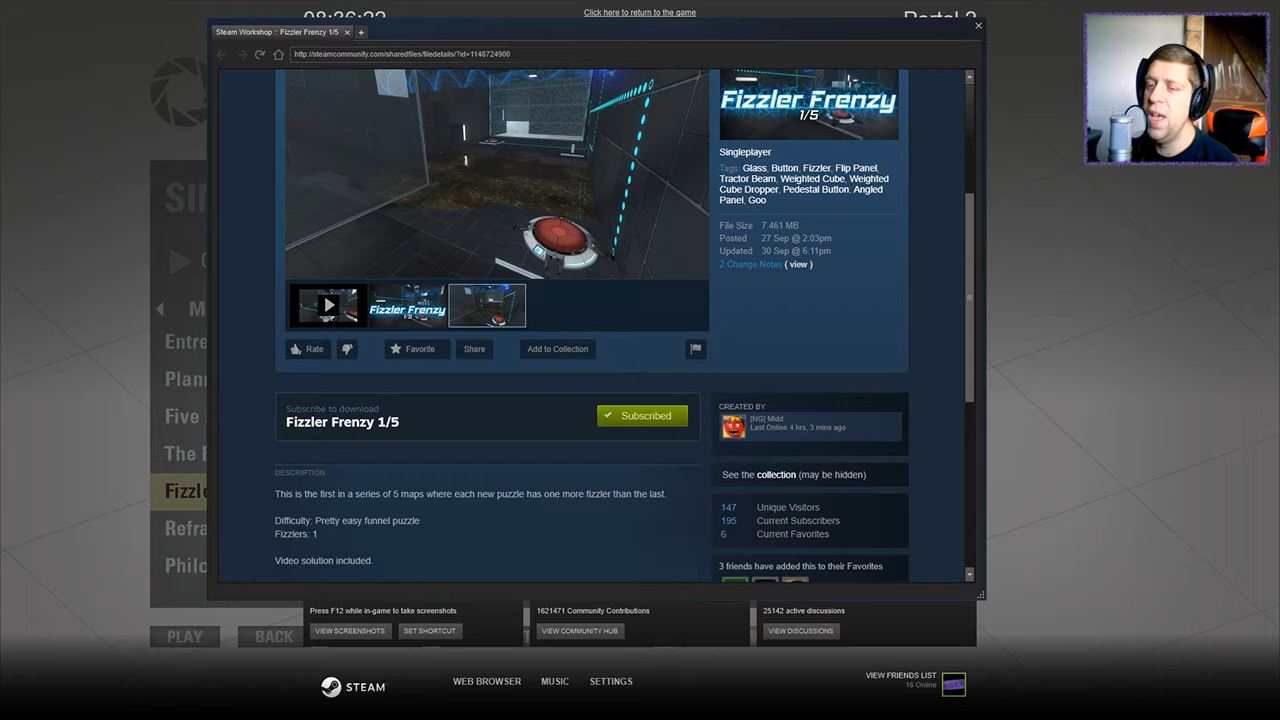 08:36:22
Click here to return to the game
Portal 2
Steam Workshop :: Fizzler Frenzy 1/5
http://steamcommunity.com/sharedfiles/filedetails/?id=1148724900
Fizzler Frenzy
1/5
Singleplayer
Tags: Glass, Button, Fizzler, Flip Panel,
Tractor Beam, Weighted Cube, Weighted
Cube Dropper, Pedestal Button, Angled
Panel, Goo
File Size 7.461 MB
Posted 27 Sep @ 2:03pm
Updated 30 Sep @ 6:11pm
2 Change Notes ( view )
Fizzler Frenzy
1/5
Rate
Favorite
Share
Add to Collection
Subscribe to download
Fizzler Frenzy 1/5
Subscribed
CREATED BY
[NG] Midd
Last Online 4 hrs, 3 mins ago
See the collection (may be hidden)
DESCRIPTION
This is the first in a series of 5 maps where each new puzzle has one more fizzler than the last.
Difficulty: Pretty easy funnel puzzle
Fizzlers: 1
Video solution included.
147 Unique Visitors
195 Current Subscribers
6 Current Favorites
3 friends have added this to their Favorites
SI
M
Entre
Plan
Five s
The
Fizzle
Refra
Philo
PLAY
BACK
Press F12 while in-game to take screenshots.
VIEW SCREENSHOTS
SET SHORTCUT
1621471 Community Contributions
VIEW COMMUNITY HUB
25142 active discussions
VIEW DISCUSSIONS
STEAM
WEB BROWSER
MUSIC
SETTINGS
VIEW FRIENDS LIST
16 Online